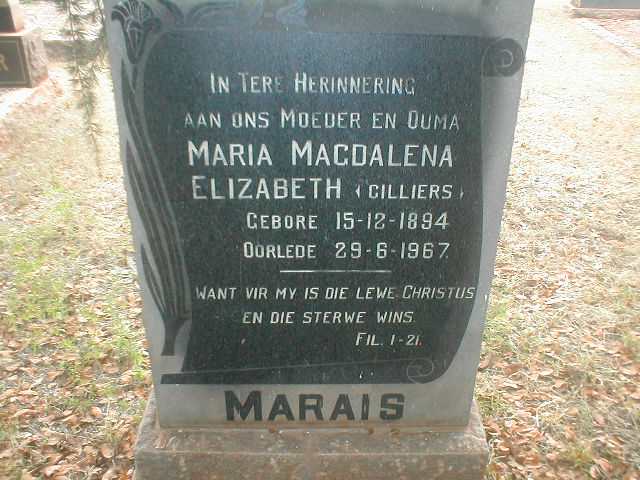 IN TERE HERINNERING
AAN ONS MOEDER EN OUMA
MARIA MAGDALENA
ELIZABETH (CILLIERS)
GEBORE 15-12-1894
OORLEDE 29-6-1967
WANT VIR MY IS DIE LEWE CHRISTUS
EN DIE STERWE WINS.
FIL. 1-21.
MARAIS